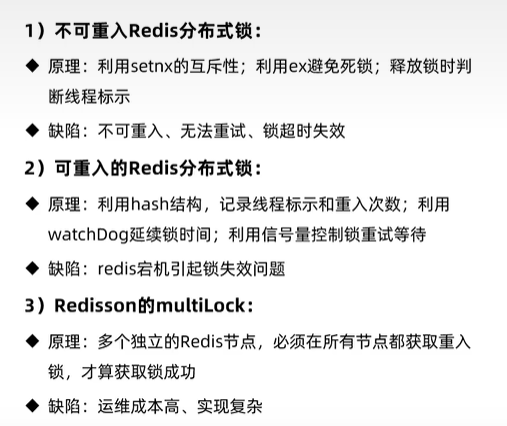 1）不可重入Redis分布式锁：
◆ 原理：利用setnx的互斥性；利用ex避免死锁；释放锁时判
断线程标示
◆ 缺陷：不可重入、无法重试、锁超时失效
2）可重入的Redis分布式锁：
◆ 原理：利用hash结构，记录线程标示和重入次数；利用
watchDog延续锁时间；利用信号量控制锁重试等待
◆ 缺陷：redis宕机引起锁失效问题
3）Redisson的multiLock：
◆ 原理：多个独立的Redis节点，必须在所有节点都获取重入
锁，才算获取锁成功
◆ 缺陷：运维成本高、实现复杂